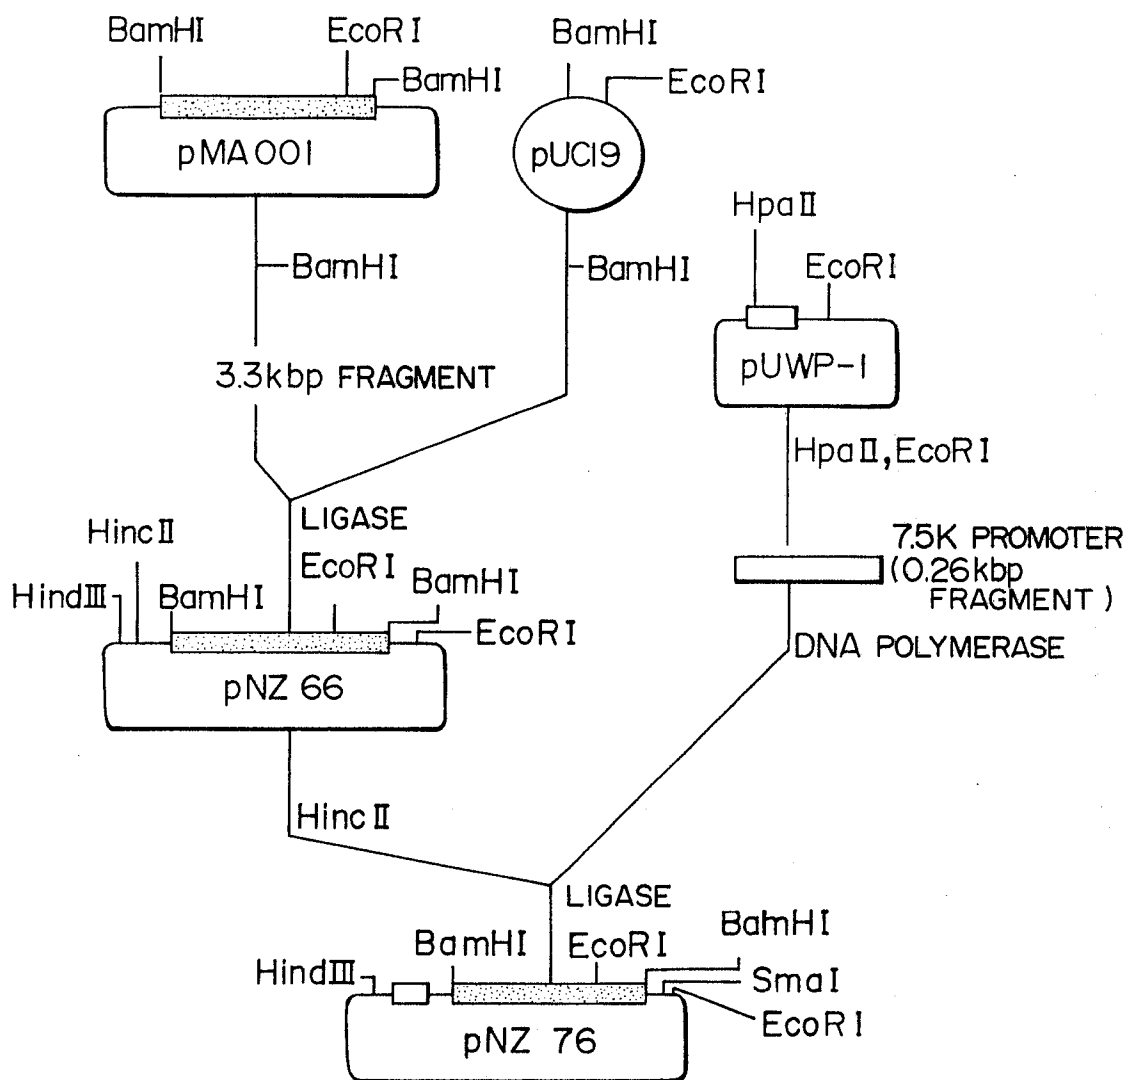 BamHI
EcoRI
BamHI
pMA001
BamHI
EcoRI
pUC19
BamHI
BamHI
3.3kbp FRAGMENT
HpaII
EcoRI
pUWP-1
HpaII, EcoRI
7.5K PROMOTER
(0.26kbp
FRAGMENT)
DNA POLYMERASE
LIGASE
HincII
HindIII
BamHI
EcoRI
BamHI
EcoRI
pNZ 66
HincII
LIGASE
HindIII
BamHI
EcoRI
BamHI
SmaI
EcoRI
pNZ 76